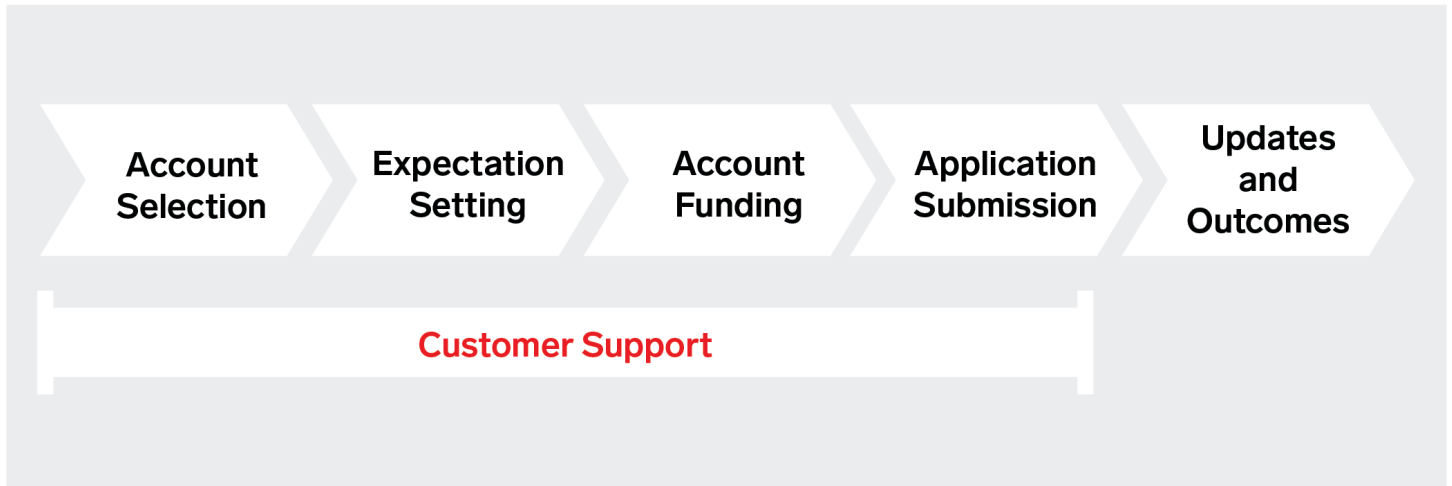 Account
Selection
Expectation
Setting
Account
Funding
Application
Submission
Updates
and
Outcomes
Customer Support